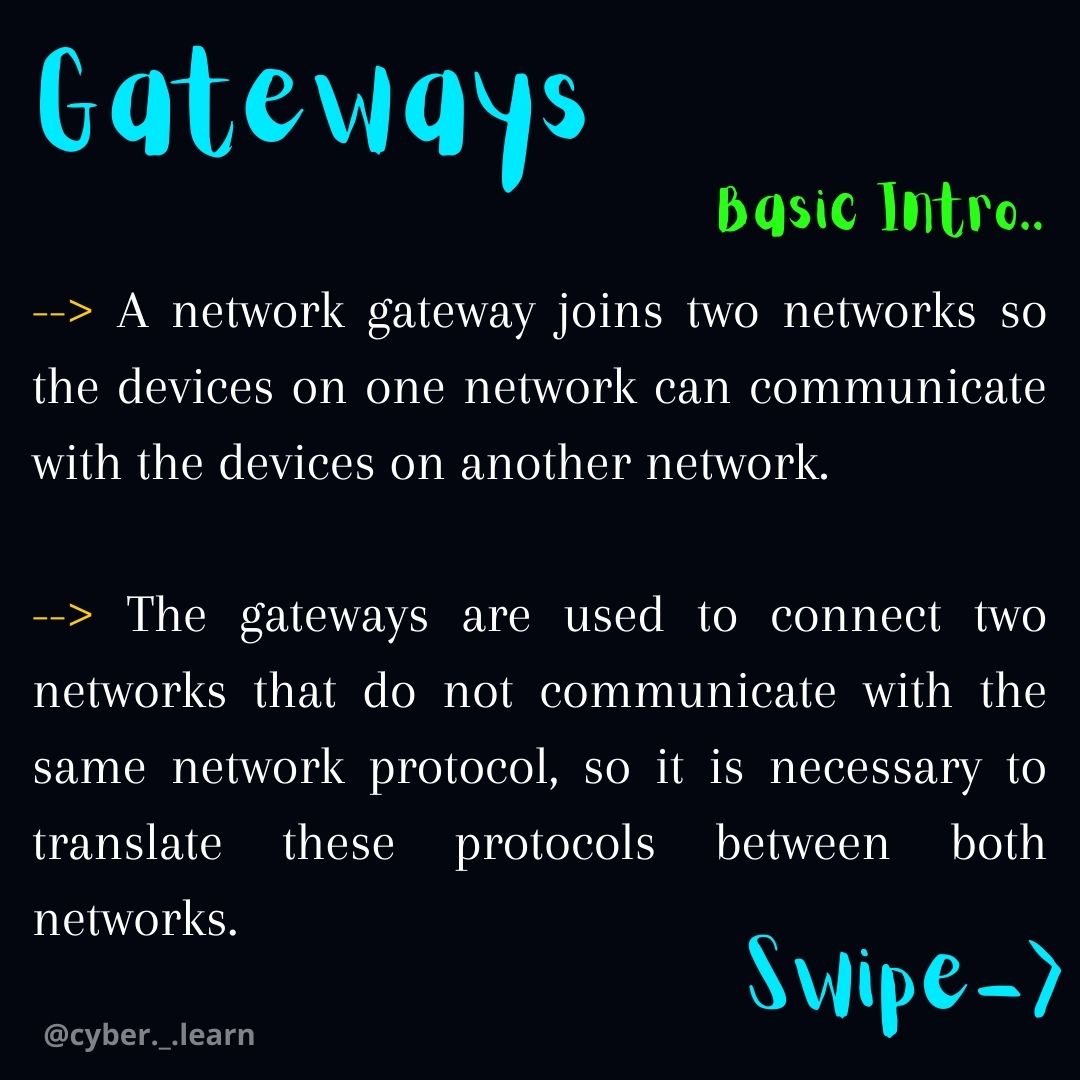 Gateways
Basic Intro..
--> A network gateway joins two networks so
the devices on one network can communicate
with the devices on another network.
--> The gateways are used to connect two
networks that do not communicate with the
same network protocol, so it is necessary to
translate these protocols between both
networks.
Swipe->
@cyber._.learn